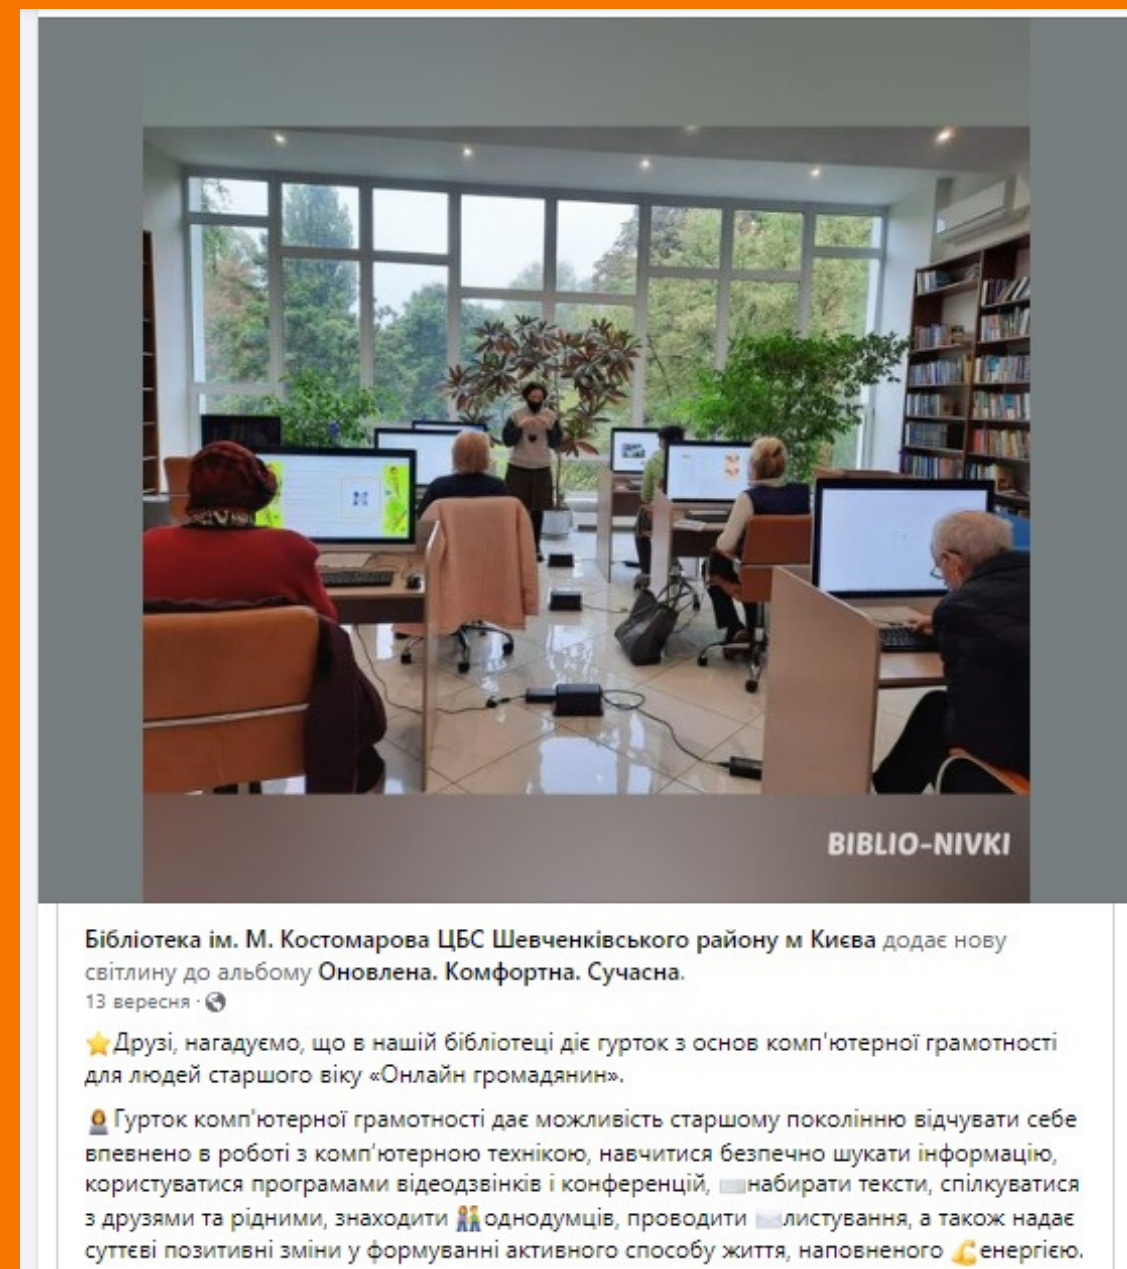 BIBLIO-NIVKI
Бібліотека ім. М. Костомарова ЦБС Шевченківського району м Києва додає нову
світлину до альбому Оновлена. Комфортна. Сучасна.
13 вересня ·
⭐Друзі, нагадуємо, що в нашій бібліотеці діє гурток з основ комп'ютерної грамотності
для людей старшого віку «Онлайн громадянин».
Гурток комп'ютерної грамотності дає можливість старшому поколінню відчувати себе
впевнено в роботі з комп'ютерною технікою, навчитися безпечно шукати інформацію,
користуватися програмами відеодзвінків і конференцій, набирати тексти, спілкуватися
з друзями та рідними, знаходити 👫однодумців, проводити листування, а також надає
суттєві позитивні зміни у формуванні активного способу життя, наповненого 💪енергією.